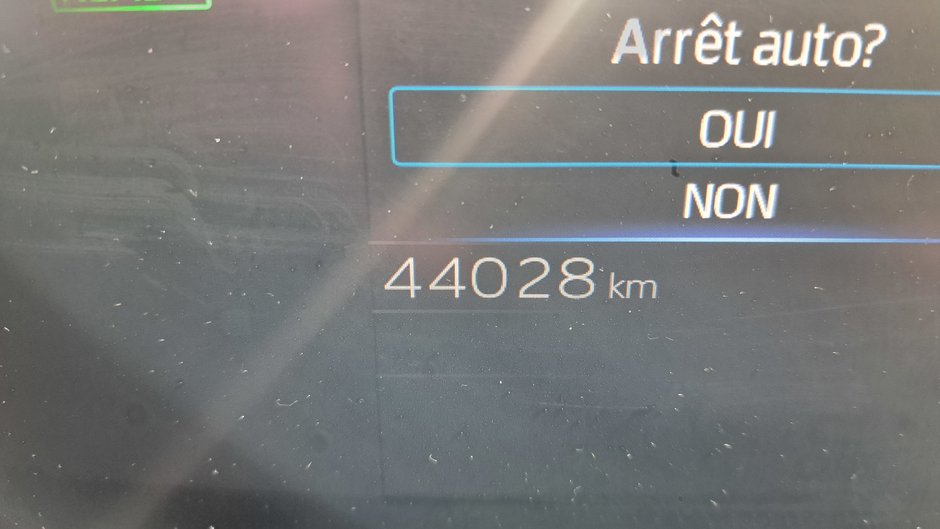 Arrêt auto?
OUI
NON
44028 km